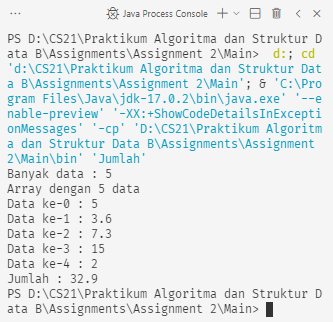 Java Process Console
PS D:\CS21\Praktikum Algoritma dan Struktur D
ata B\Assignments\Assignment 2\Main>  d:; cd
'd:\CS21\Praktikum Algoritma dan Struktur Dat
a B\Assignments\Assignment 2\Main'; & 'C:\Pro
gram Files\Java\jdk-17.0.2\bin\java.exe' '--e
nable-preview' '-XX:+ShowCodeDetailsInExcepti
onMessages' '-cp' 'D:\CS21\Praktikum Algoritm
a dan Struktur Data B\Assignments\Assignment
2\Main\bin' 'Jumlah'
Banyak data : 5
Array dengan 5 data
Data ke-0 : 5
Data ke-1 : 3.6
Data ke-2 : 7.3
Data ke-3 : 15
Data ke-4 : 2
Jumlah : 32.9
PS D:\CS21\Praktikum Algoritma dan Struktur D
ata B\Assignments\Assignment 2\Main>